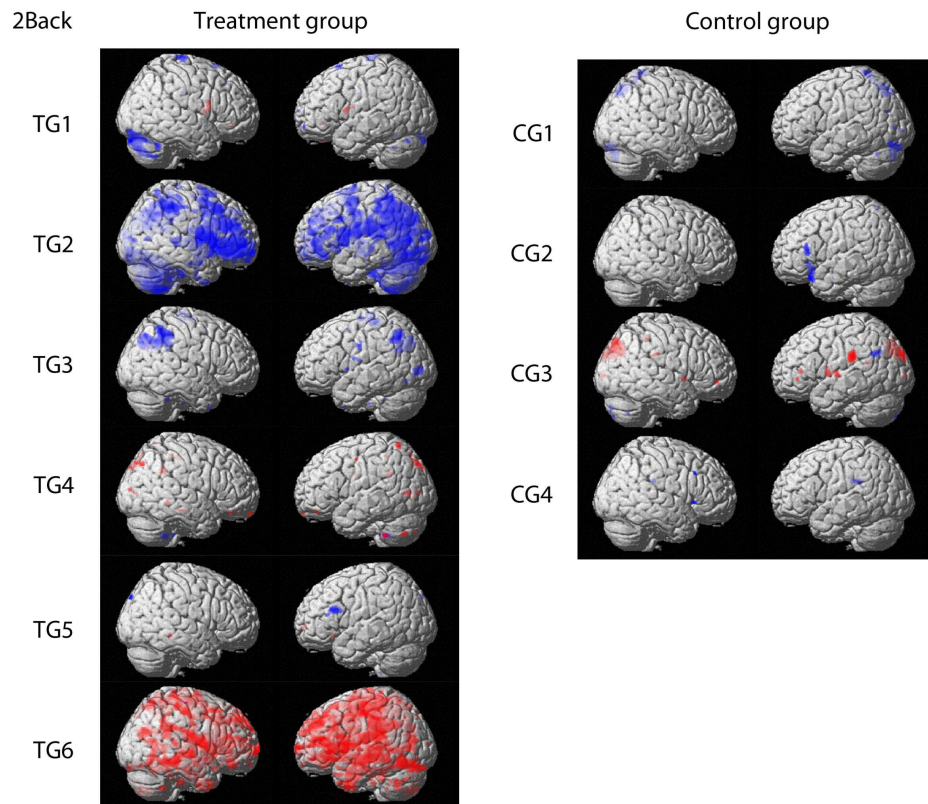 2Back
Treatment group
Control group
TG1
TG2
TG3
TG4
TG5
TG6
CG1
CG2
CG3
CG4